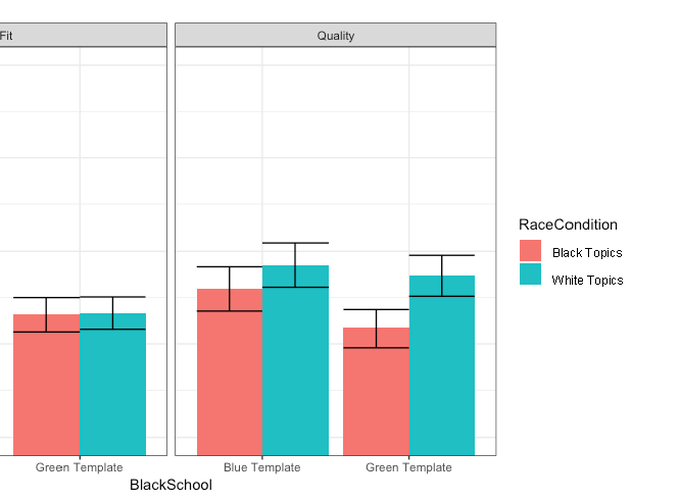 Fit
Quality
RaceCondition
Black Topics
White Topics
Green Template
Blue Template
Green Template
BlackSchool